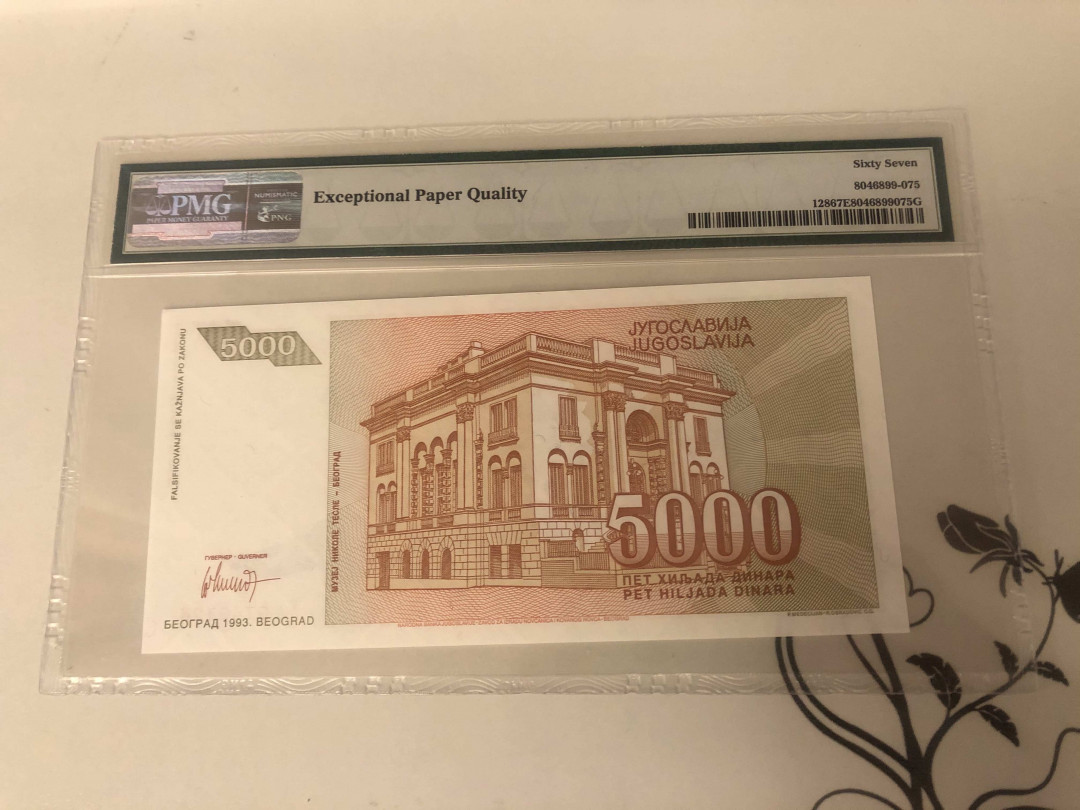 PMG
PAPER MONEY GUARANTY
NUMISMATIC
PNG
Exceptional Paper Quality
Sixty Seven
8046899-075
12867E8046899075G
FALSIFIKOVANJE SE KAŽNJAVA PO ZAKONU
5000
МУЗЕЈ НИКОЛЕ ТЕСЛЕ – БЕОГРАД
ЈУГОСЛАВИЈА
JUGOSLAVIJA
5000
ПЕТ ХИЉАДА ДИНАРА
PET HILJADA DINARA
ГУВЕРНЕР - GUVERNER
БЕОГРАД 1993. BEOGRAD